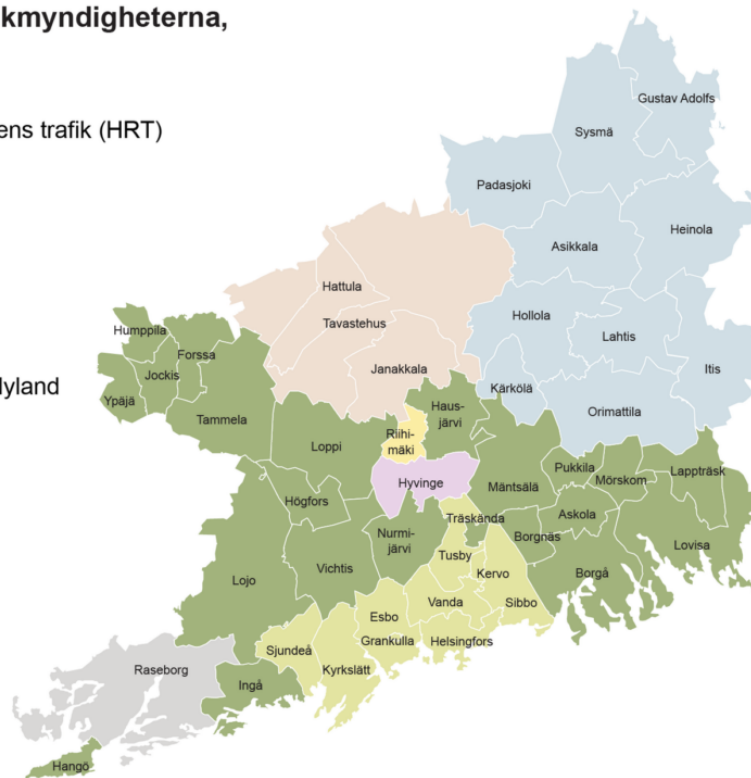 kmyndigheterna,
ens trafik (HRT)
yland
Gustav Adolfs
Sysmä
Padasjoki
Heinola
Asikkala
Hattula
Hollola
Tavastehus
Humppila
Lahtis
Forssa
Janakkala
Itis
Jockis
Kärkölä
Ypäjä
Haus-
järvi
Orimattila
Tammela
Riihi-
mäki
Loppi
Pukkila
Lappträsk
Mörskom
Hyvinge
Mäntsälä
Högfors
Askola
Träskända
Nurmi-
järvi
Borgnäs
Lovisa
Tusby
Vichtis
Kervo
Borgå
Lojo
Vanda
Sibbo
Esbo
Grankulla
Helsingfors
Sjundeå
Kyrkslätt
Raseborg
Ingå
Hangö